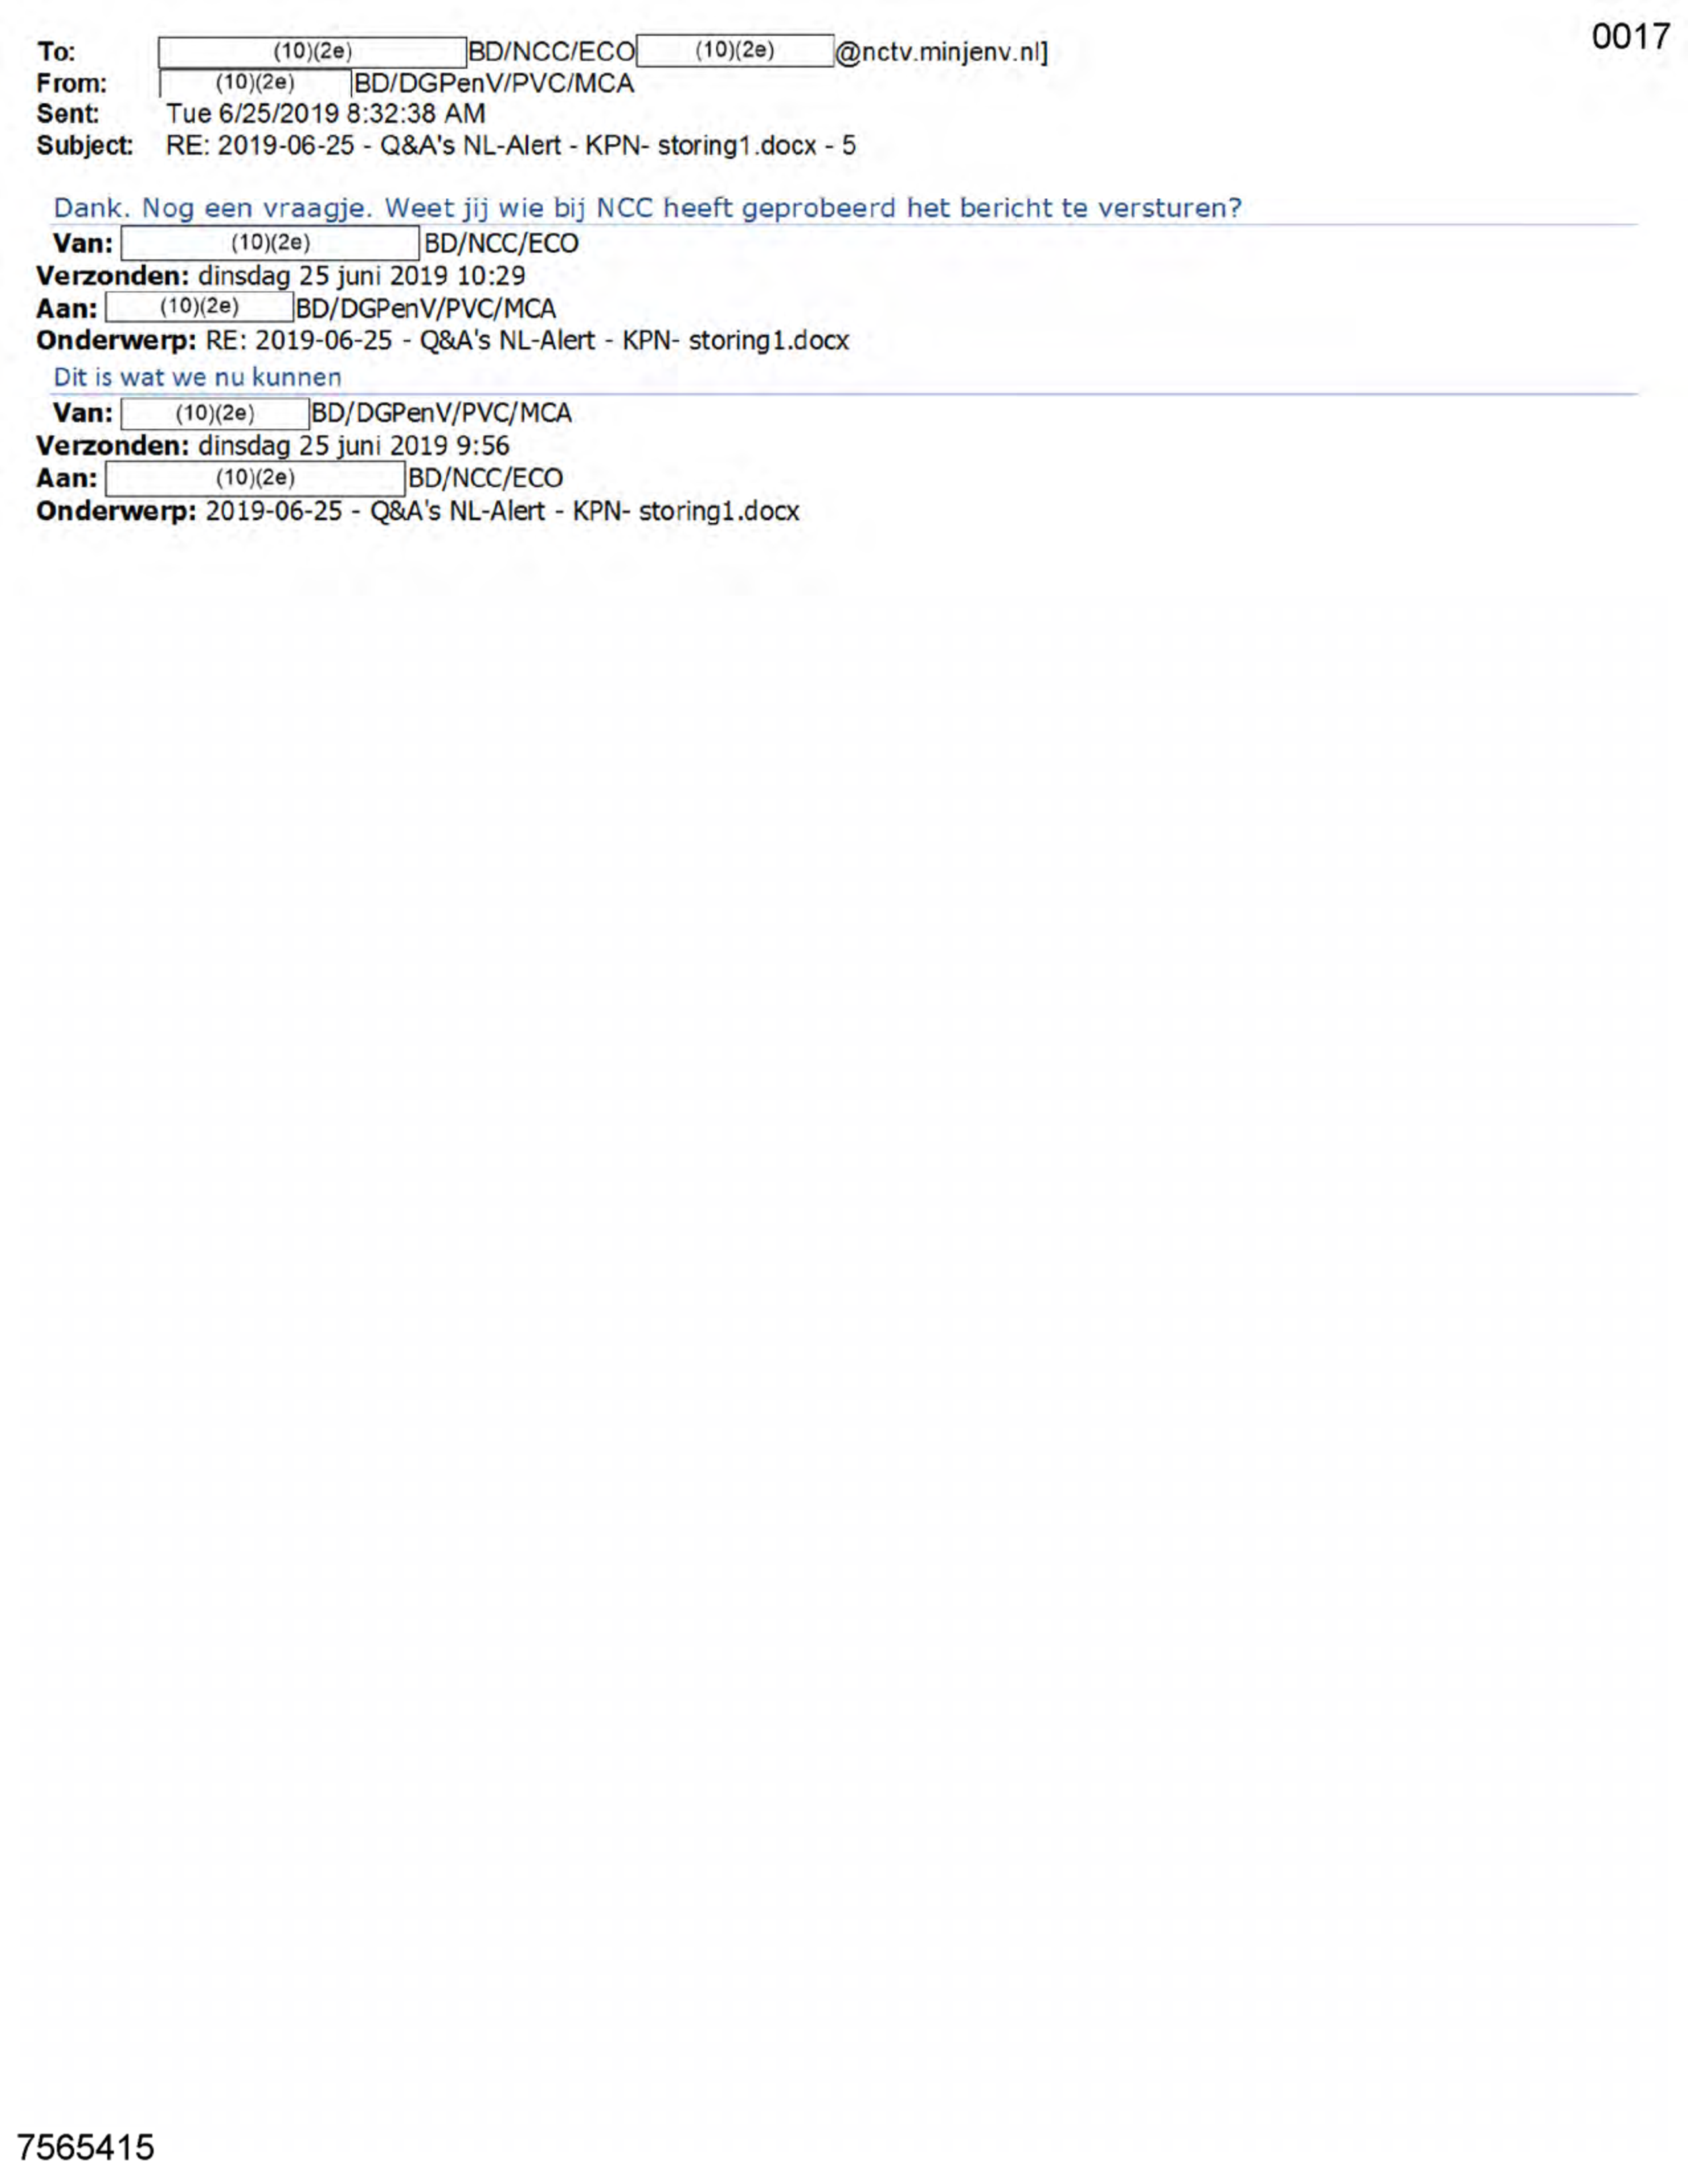 0017
To: (10)(2e) BD/NCC/ECO (10)(2e) @nctv.minjenv.nl]
From: (10)(2e) BD/DGPenV/PVC/MCA
Sent: Tue 6/25/2019 8:32:38 AM
Subject: RE: 2019-06-25 - Q&A's NL-Alert - KPN- storing1.docx - 5
Dank. Nog een vraagje. Weet jij wie bij NCC heeft geprobeerd het bericht te versturen?
Van: (10)(2e) BD/NCC/ECO
Verzonden: dinsdag 25 juni 2019 10:29
Aan: (10)(2e) BD/DGPenV/PVC/MCA
Onderwerp: RE: 2019-06-25 - Q&A's NL-Alert - KPN- storing1.docx
Dit is wat we nu kunnen
Van: (10)(2e) BD/DGPenV/PVC/MCA
Verzonden: dinsdag 25 juni 2019 9:56
Aan: (10)(2e) BD/NCC/ECO
Onderwerp: 2019-06-25 - Q&A's NL-Alert - KPN- storing1.docx
7565415